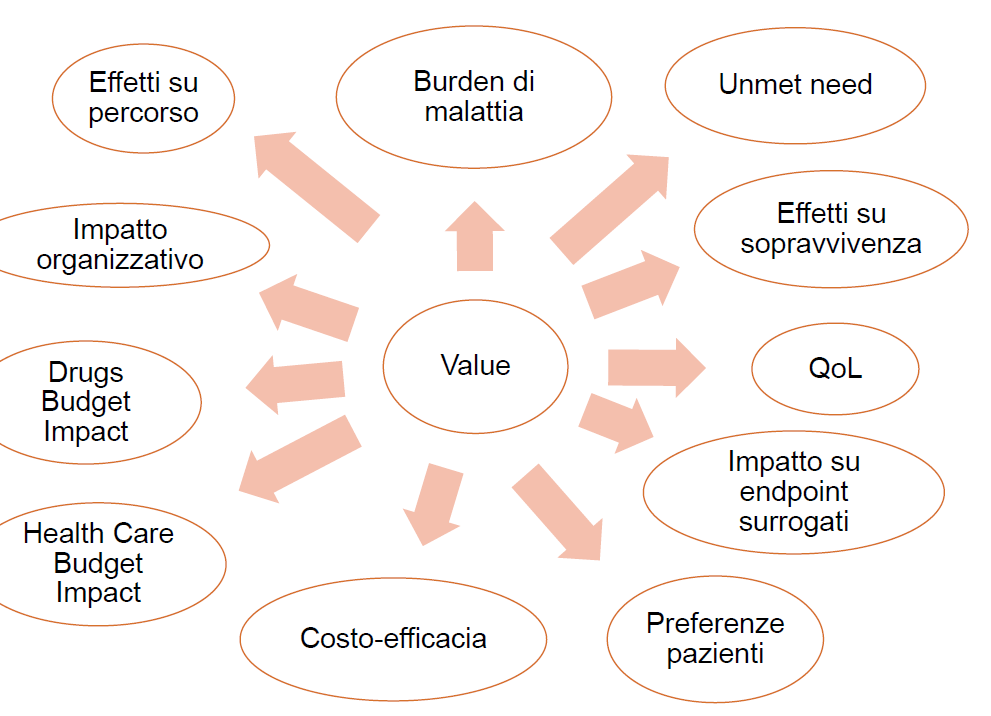 Effetti su
percorso
Burden di
malattia
Unmet need
Impatto
organizzativo
Effetti su
sopravvivenza
Drugs
Budget
Impact
Value
QoL
Health Care
Budget
Impact
Impatto su
endpoint
surrogati
Costo-efficacia
Preferenze
pazienti